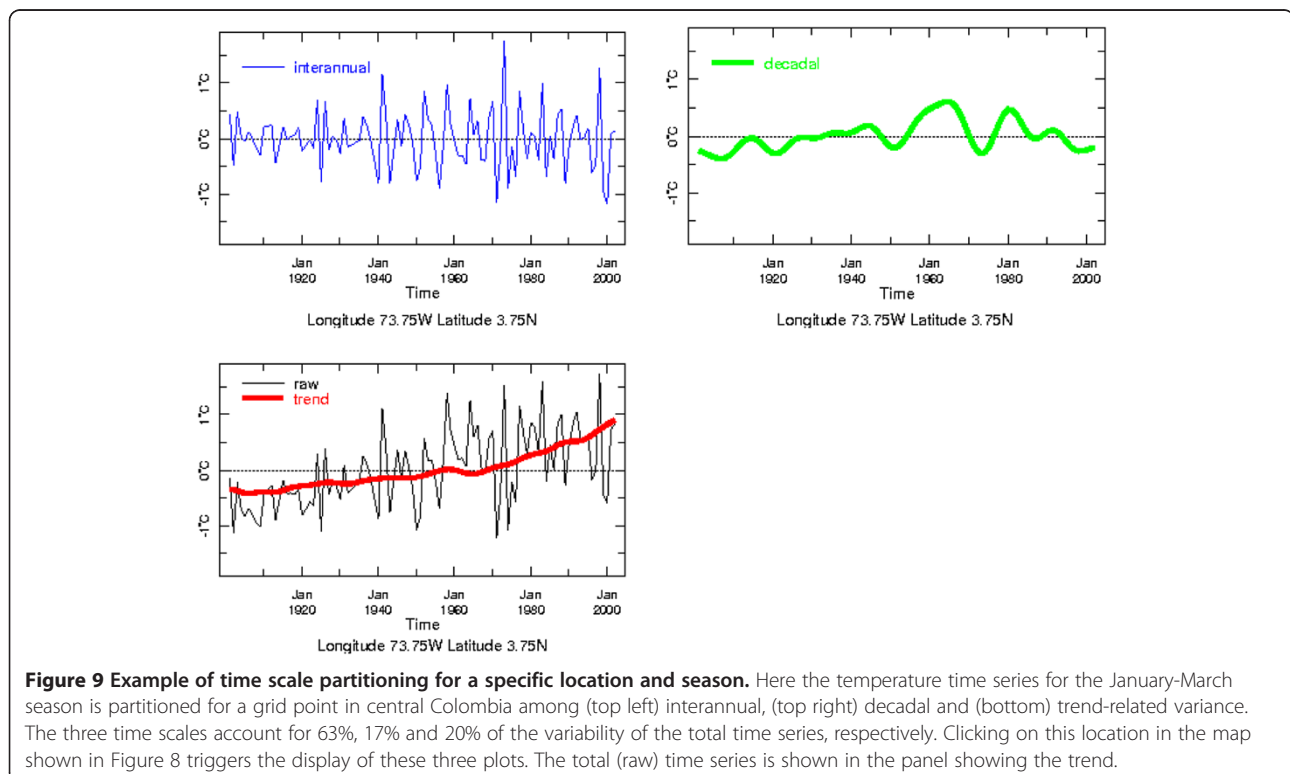 interannual
1°C
0°C
-1°C
Jan Jan Jan Jan Jan
1920 1940 1960 1980 2000
Time
Longitude 73.75W Latitude 3.75N
decadal
1°C
0°C
-1°C
Jan Jan Jan Jan Jan
1920 1940 1960 1980 2000
Time
Longitude 73.75W Latitude 3.75N
raw
trend
1°C
0°C
-1°C
Jan Jan Jan Jan Jan
1920 1940 1960 1980 2000
Time
Longitude 73.75W Latitude 3.75N
Figure 9 Example of time scale partitioning for a specific location and season. Here the temperature time series for the January-March
season is partitioned for a grid point in central Colombia among (top left) interannual, (top right) decadal and (bottom) trend-related variance.
The three time scales account for 63%, 17% and 20% of the variability of the total time series, respectively. Clicking on this location in the map
shown in Figure 8 triggers the display of these three plots. The total (raw) time series is shown in the panel showing the trend.